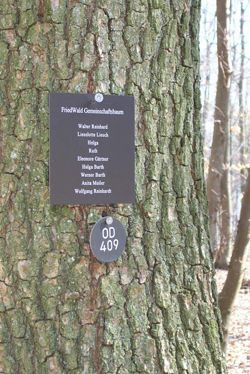 FriedWald Gemeinschaftsbaum
Walter Reinhard
Lieselotte Liesch
Helga
Ruth
Eleonore Gärtner
Helga Barth
Werner Barth
Anita Müller
Wolfgang Reinhardt
OD
409